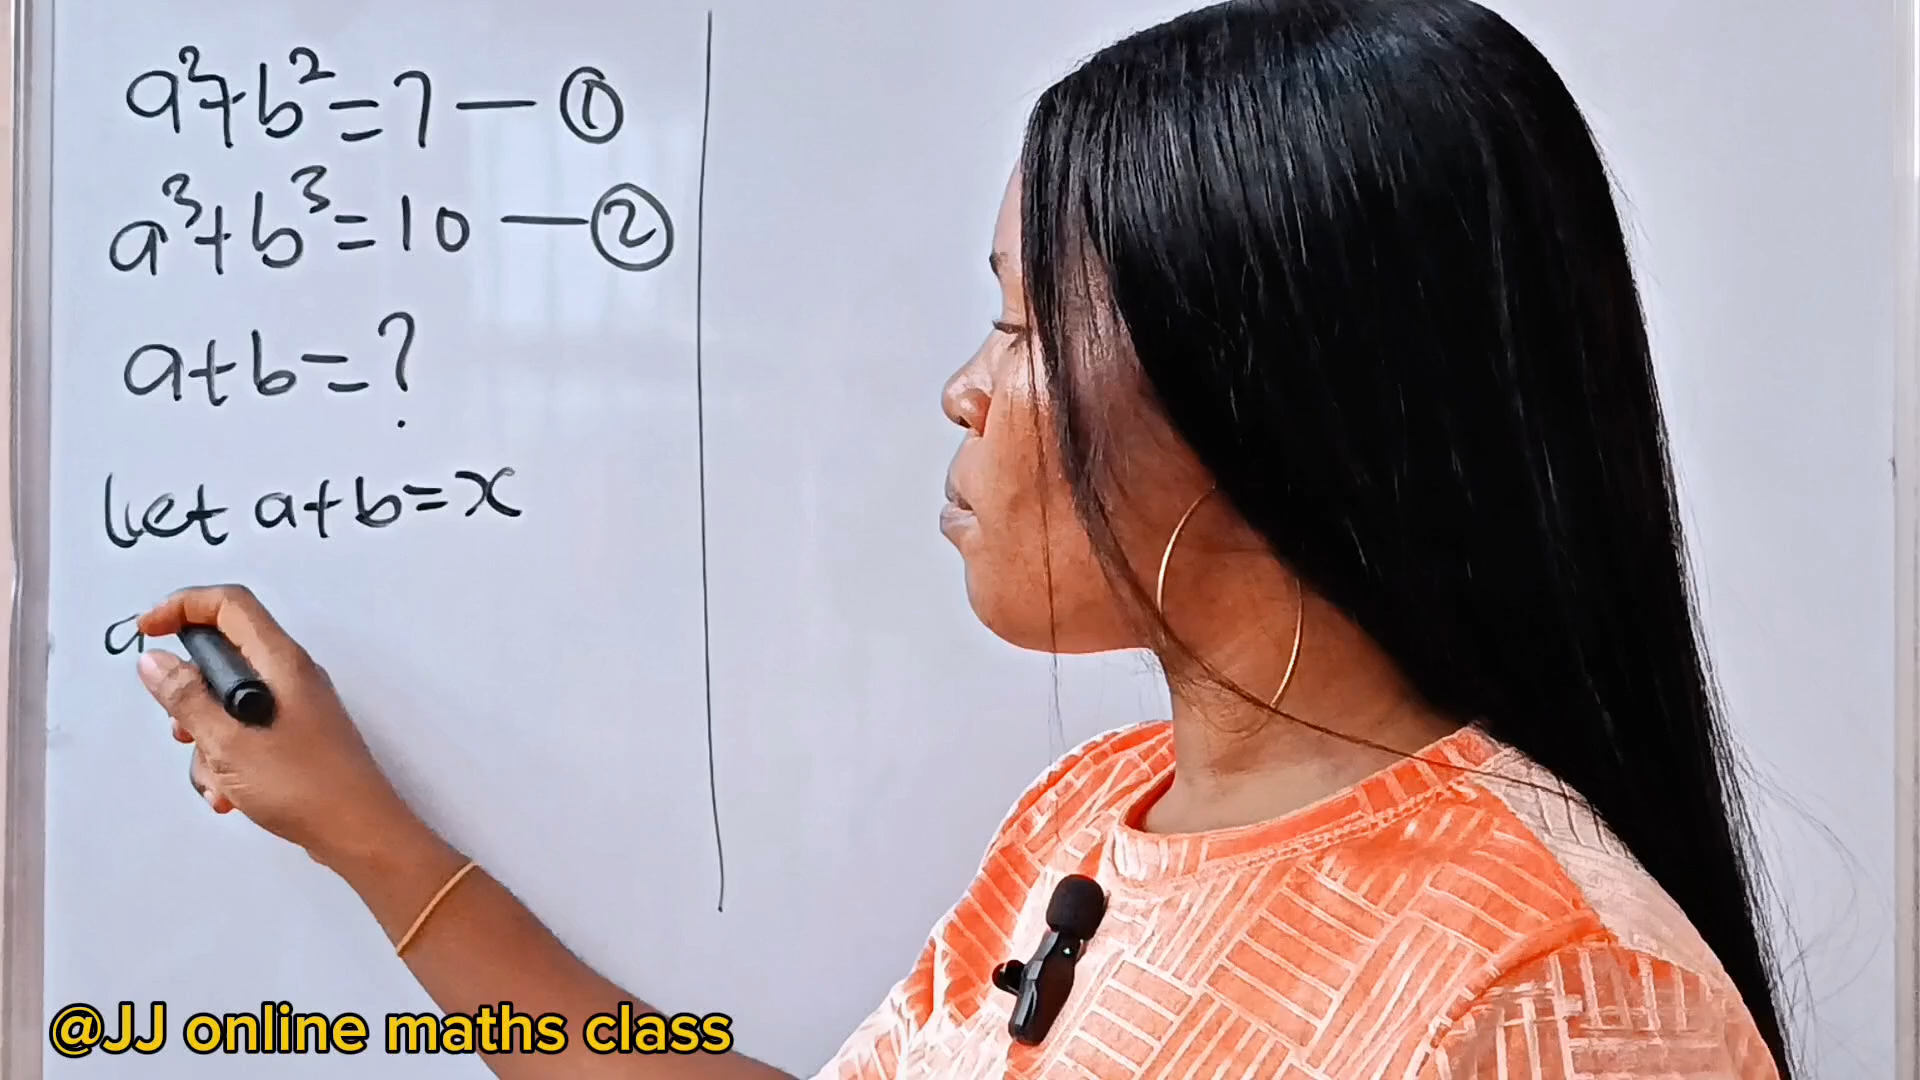 a²+b²=7 — ①
a³+b³=10 — ②
a+b=?
Let a+b=x
a
@JJ online maths class